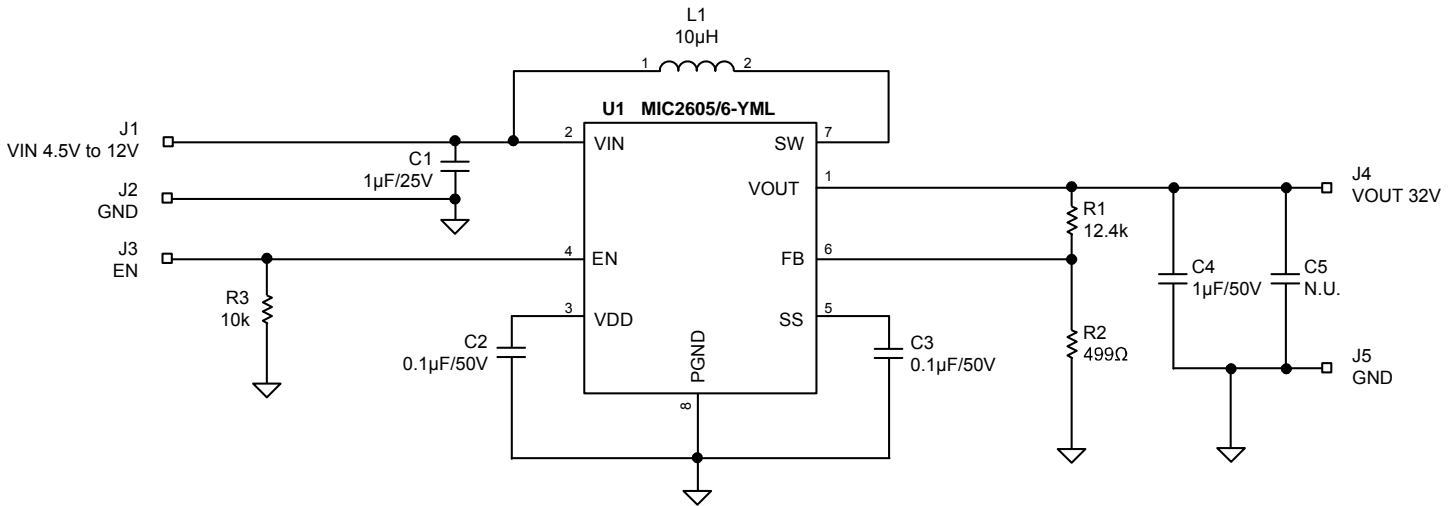 L1
10µH
1
2
U1 MIC2605/6-YML
J1
VIN 4.5V to 12V
2
VIN
SW
7
C1
1µF/25V
J2
GND
VOUT
1
J4
VOUT 32V
R1
12.4k
J3
EN
4
EN
FB
6
C4
1µF/50V
C5
N.U.
R3
10k
3
VDD
SS
5
C2
0.1µF/50V
PGND
8
C3
0.1µF/50V
R2
499Ω
J5
GND